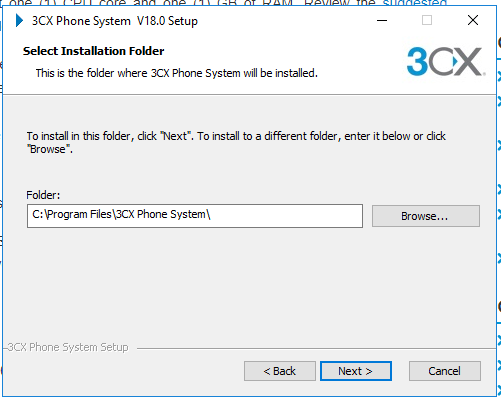 one (1) CPU core and one (1) GB of RAM. Review the suggested
3CX Phone System V18.0 Setup
Select Installation Folder
This is the folder where 3CX Phone System will be installed.
3CX
To install in this folder, click "Next". To install to a different folder, enter it below or click
"Browse".
Folder:
C:\Program Files\3CX Phone System\
Browse...
3CX Phone System Setup
< Back
Next >
Cancel